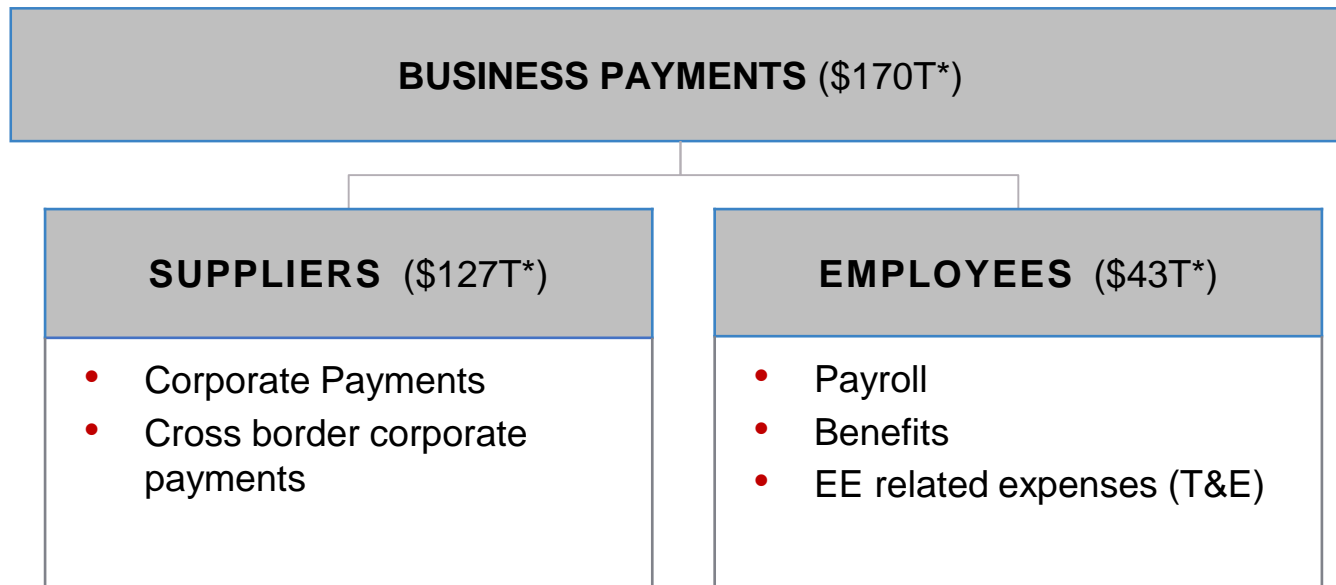 BUSINESS PAYMENTS ($170T*)
SUPPLIERS ($127T*)
• Corporate Payments
• Cross border corporate
payments
EMPLOYEES ($43T*)
• Payroll
• Benefits
• EE related expenses (T&E)